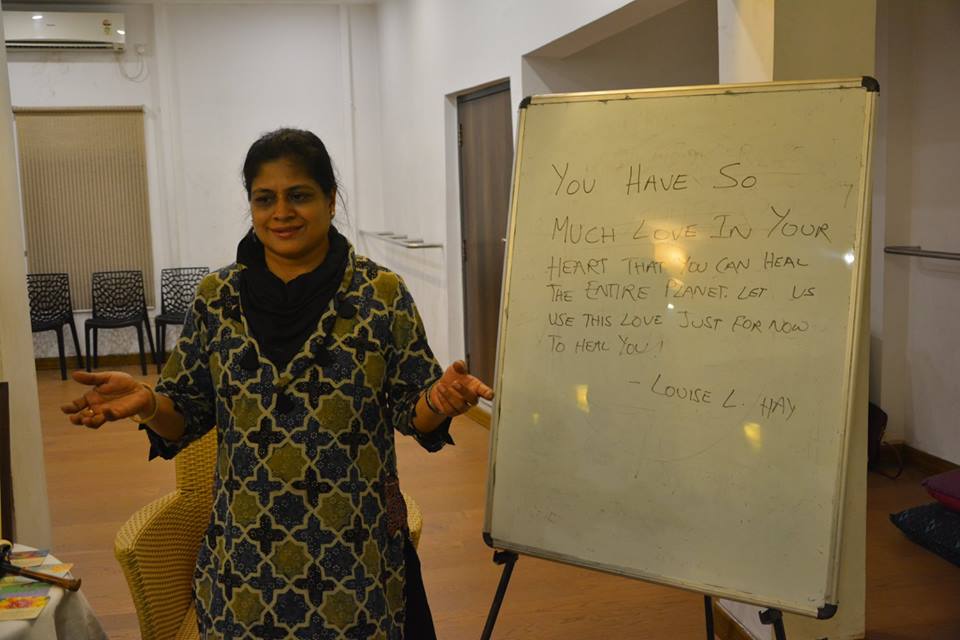 You Have So
Much Love In Your
Heart That You Can Heal
The Entire Planet. Let Us
Use This Love Just For Now
To Heal You!
- Louise L. Hay